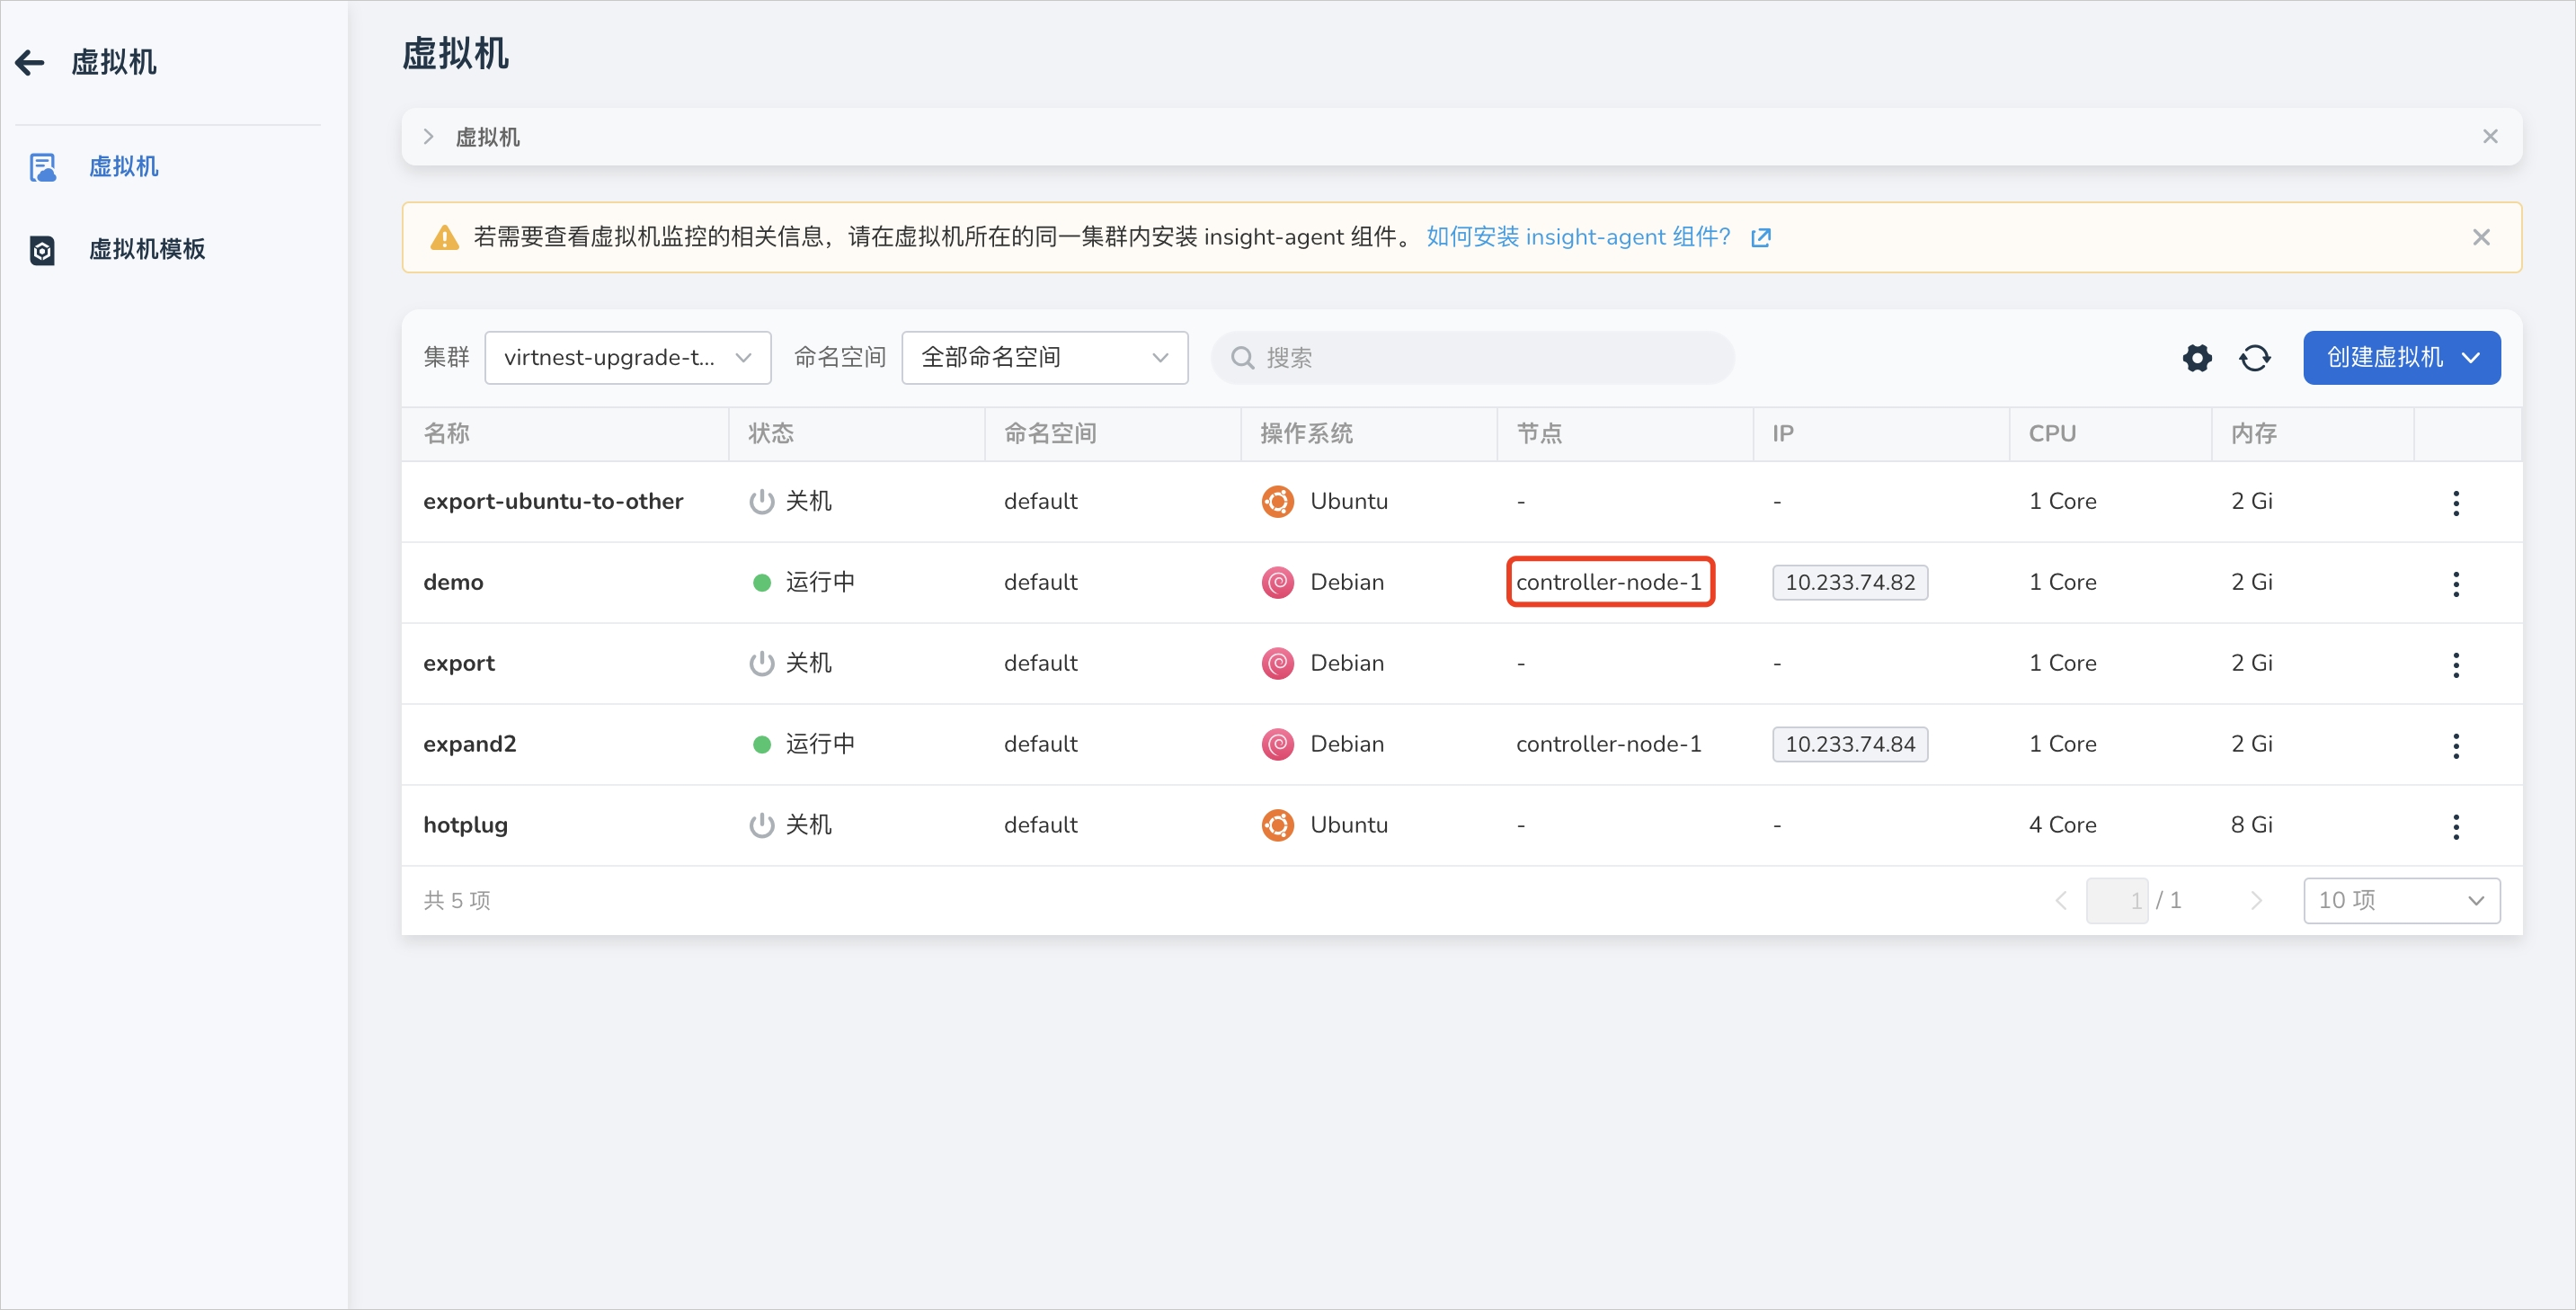 虚拟机
虚拟机
虚拟机模板
虚拟机
虚拟机
若需要查看虚拟机监控的相关信息，请在虚拟机所在的同一集群内安装 insight-agent 组件。 如何安装 insight-agent 组件？
集群 virtnest-upgrade-t... 命名空间 全部命名空间 搜索 创建虚拟机
名称 状态 命名空间 操作系统 节点 IP CPU 内存
export-ubuntu-to-other 关机 default Ubuntu - - 1 Core 2 Gi
demo 运行中 default Debian controller-node-1 10.233.74.82 1 Core 2 Gi
export 关机 default Debian - - 1 Core 2 Gi
expand2 运行中 default Debian controller-node-1 10.233.74.84 1 Core 2 Gi
hotplug 关机 default Ubuntu - - 4 Core 8 Gi
共 5 项 1 / 1 10 项